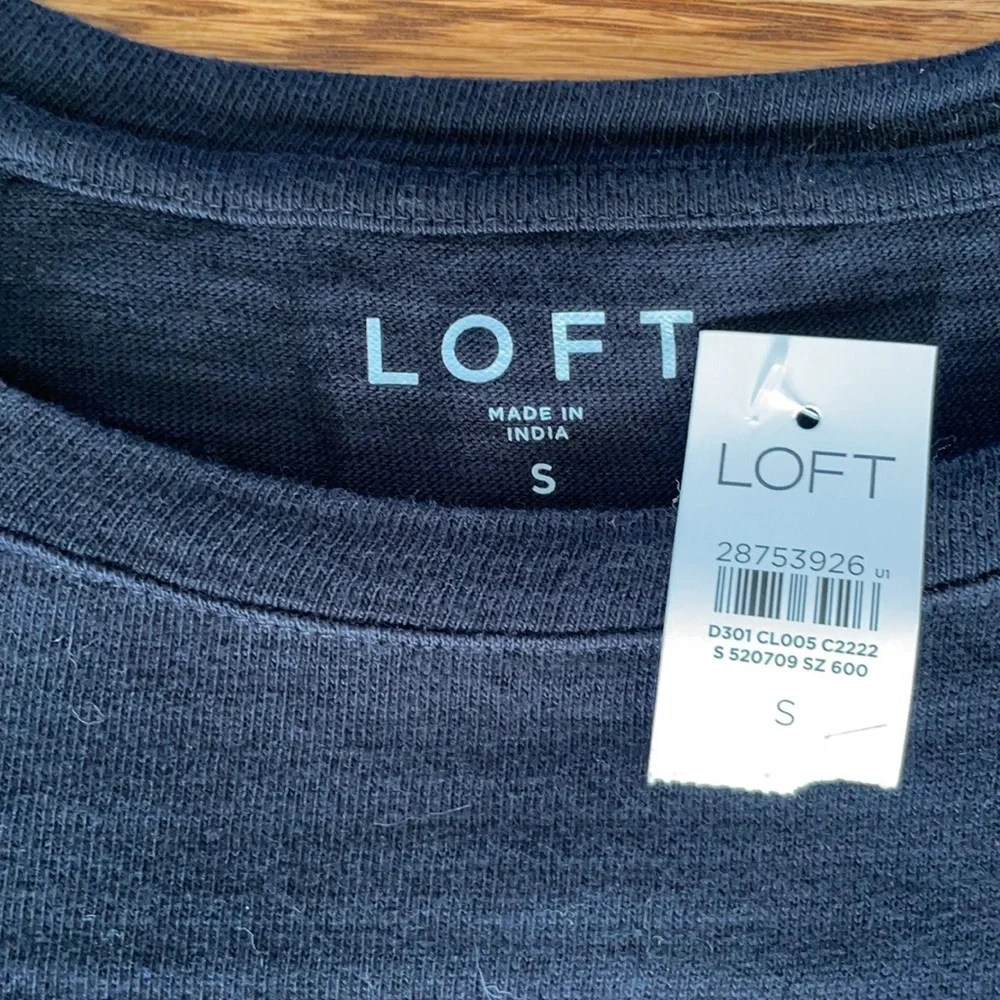 LOFT
MADE IN
INDIA
S
LOFT
28753926 U1
D301 CL005 C2222
S 520709 SZ 600
S